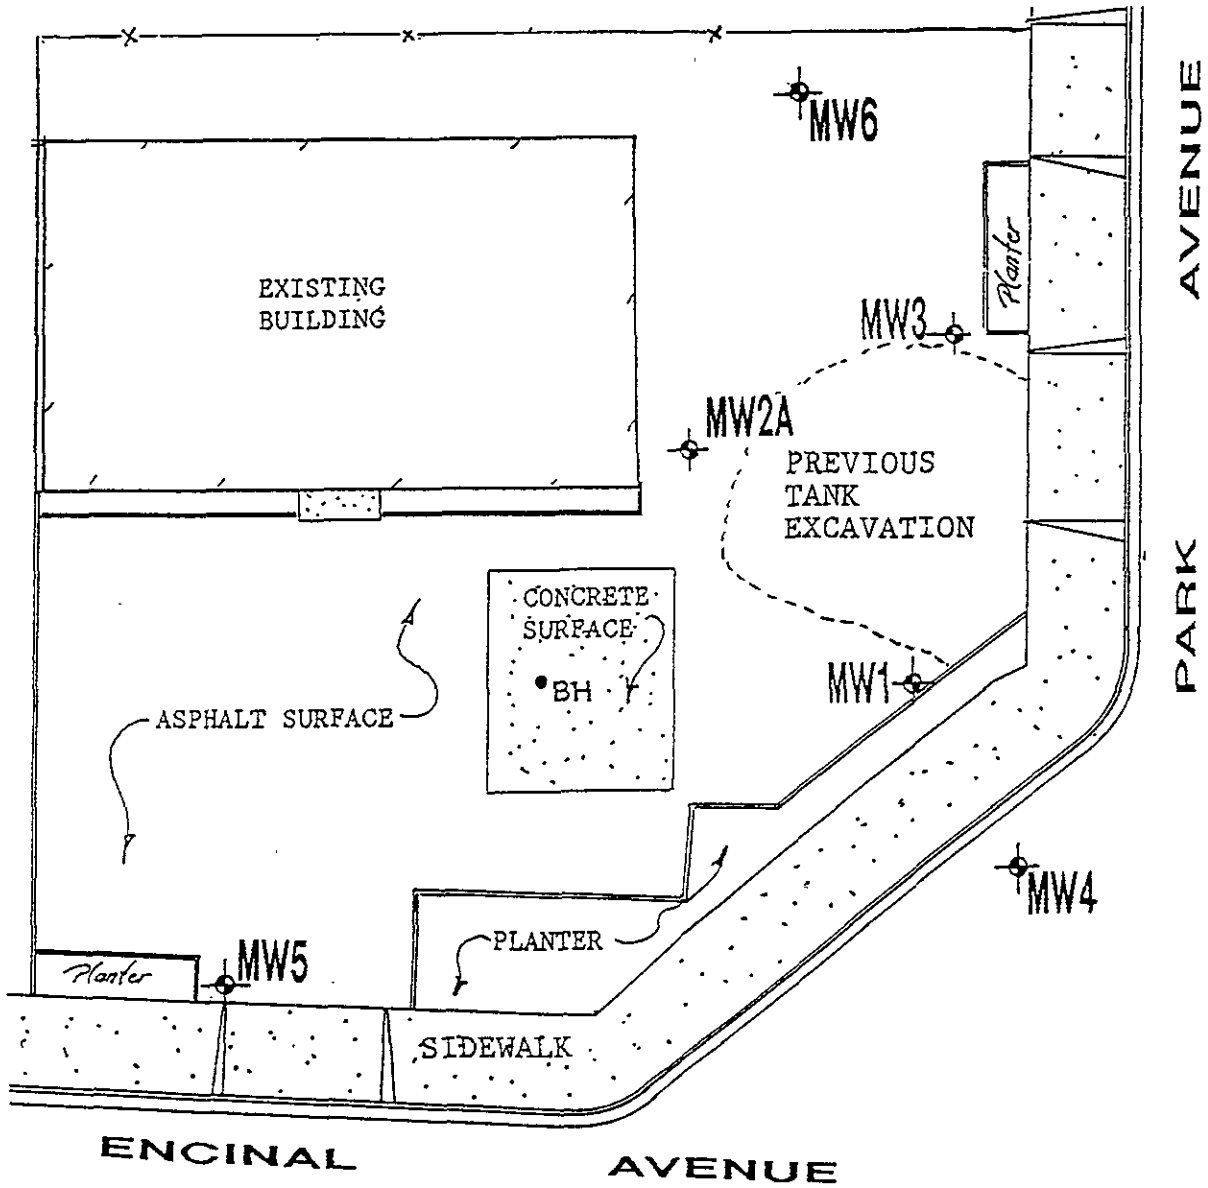 MW6
AVENUE
Planter
EXISTING
BUILDING
MW3
MW2A
PREVIOUS
TANK
EXCAVATION
PARK
CONCRETE
SURFACE
BH
MW1
ASPHALT SURFACE
MW4
PLANTER
MW5
Planter
SIDEWALK
ENCINAL AVENUE